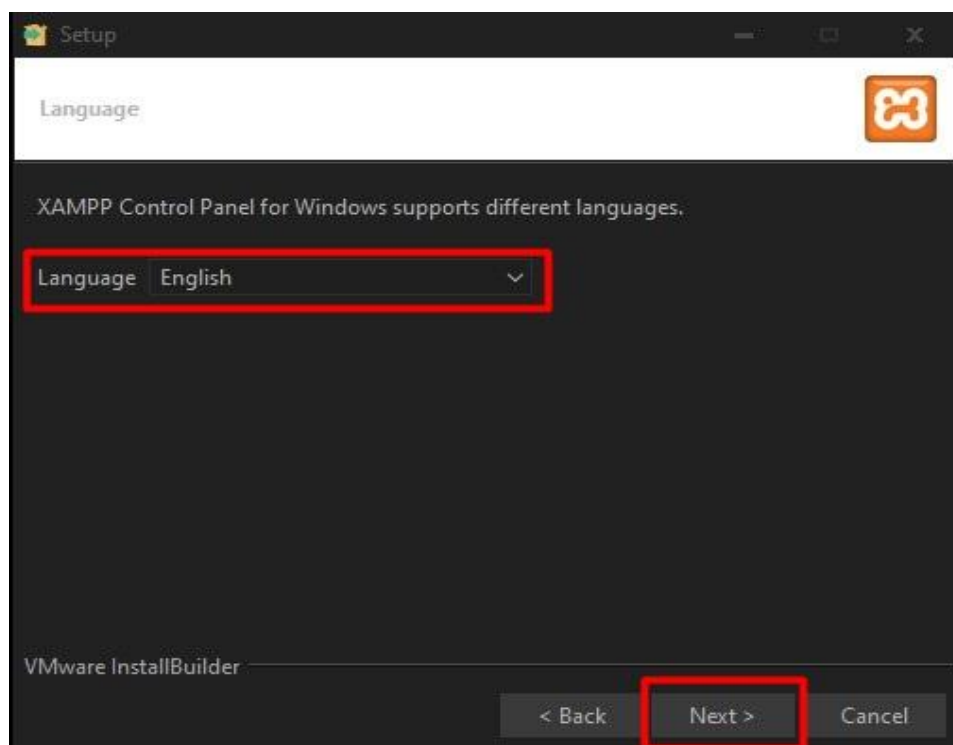 Setup
Language
XAMPP Control Panel for Windows supports different languages.
Language English
VMware InstallBuilder
< Back Next > Cancel